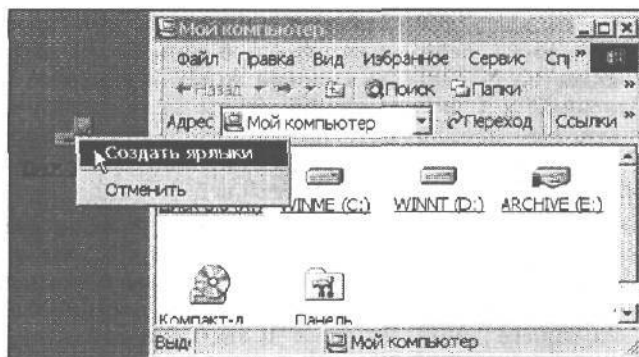 Мой компьютер
Файл Правка Вид Избранное Сервис Сп »
Назад Поиск Папки »
Адрес Мой компьютер Переход Ссылки »
Создать ярлыки
Отменить
WINME (C:) WINNT (D:) ARCHIVE (E:)
Компакт-д Панель
Выд Мой компьютер